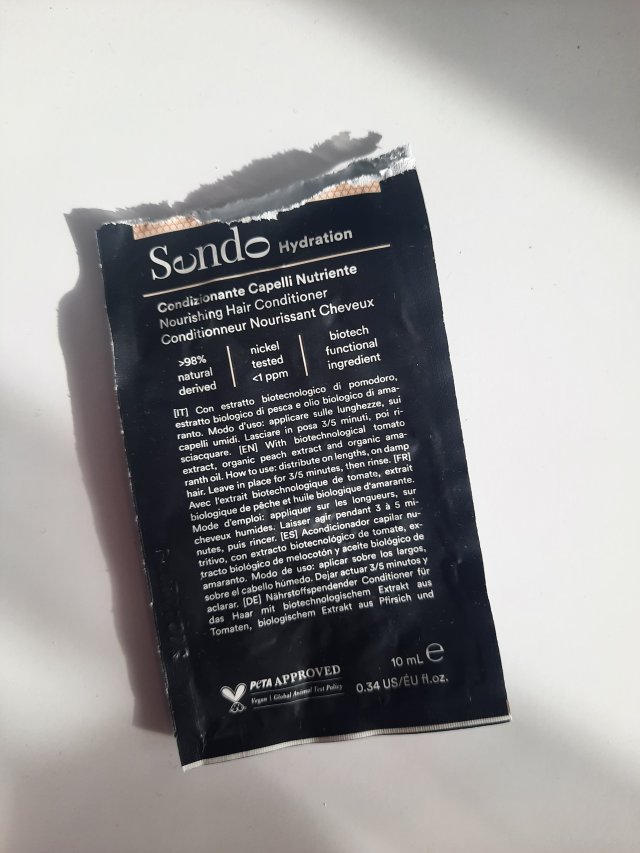 Sendo Hydration
Condizionante Capelli Nutriente
Nourishing Hair Conditioner
Conditionneur Nourissant Cheveux
>98%
natural
derived
nickel
tested
<1 ppm
biotech
functional
ingredient
[IT] Con estratto biotecnologico di pomodoro,
estratto biologico di pesca e olio biologico di ama-
ranto. Modo d'uso: applicare sulle lunghezze, sui
capelli umidi. Lasciare in posa 3/5 minuti, poi ri-
sciacquare. [EN] With biotechnological tomato
extract, organic peach extract and organic ama-
ranth oil. How to use: distribute on lengths, on damp
hair. Leave in place for 3/5 minutes, then rinse. [FR]
Avec l'extrait biotechnologique de tomate, extrait
biologique de pêche et huile biologique d'amarante.
Mode d'emploi: appliquer sur les longueurs, sur
cheveux humides. Laisser agir pendant 3 à 5 mi-
nutes, puis rincer. [ES] Acondicionador capilar nu-
tritivo, con extracto biotecnológico de tomate, ex-
tracto biológico de melocotón y aceite biológico de
amaranto. Modo de uso: aplicar sobre los largos,
sobre el cabello húmedo. Dejar actuar 3/5 minutos y
aclarar. [DE] Nährstoffspendender Conditioner für
das Haar mit biotechnologischem Extrakt aus
Tomaten, biologischem Extrakt aus Pfirsich und
PETA APPROVED
Vegan | Global Animal Test Policy
10 mL e
0.34 US/EU fl.oz.